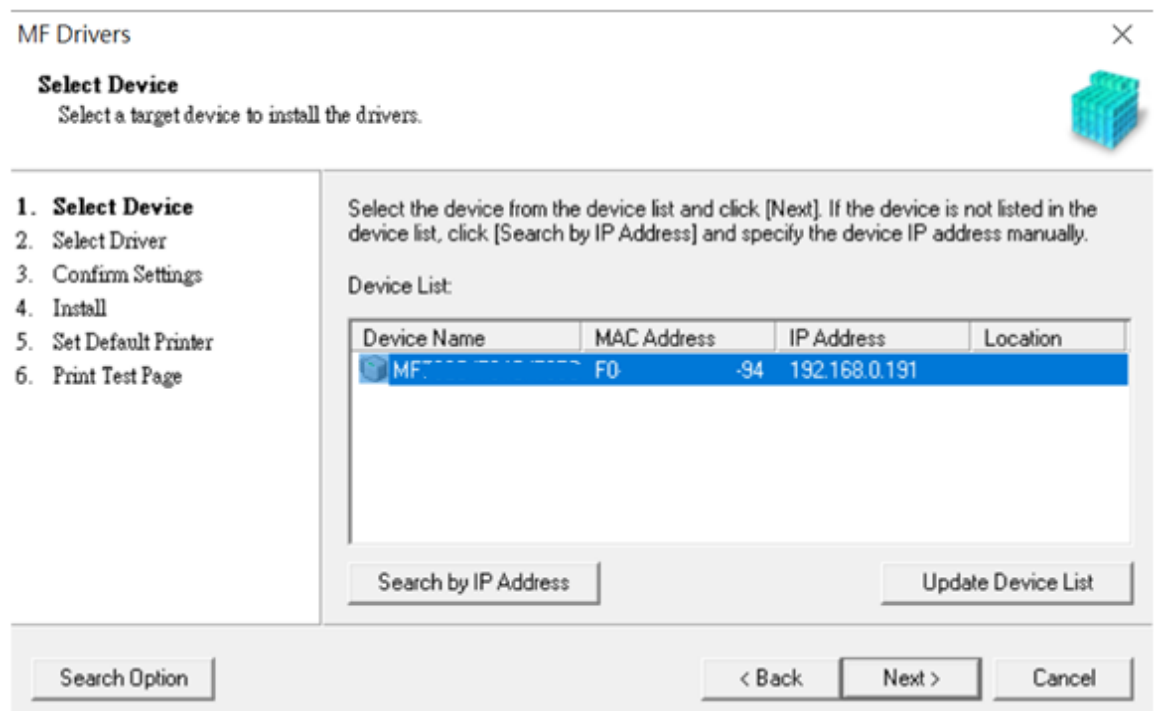 MF Drivers
Select Device
Select a target device to install the drivers.
1. Select Device
2. Select Driver
3. Confirm Settings
4. Install
5. Set Default Printer
6. Print Test Page
Select the device from the device list and click [Next]. If the device is not listed in the
device list, click [Search by IP Address] and specify the device IP address manually.
Device List:
Device Name MAC Address IP Address Location
F0- -94 192.168.0.191
Search by IP Address Update Device List
Search Option < Back Next > Cancel